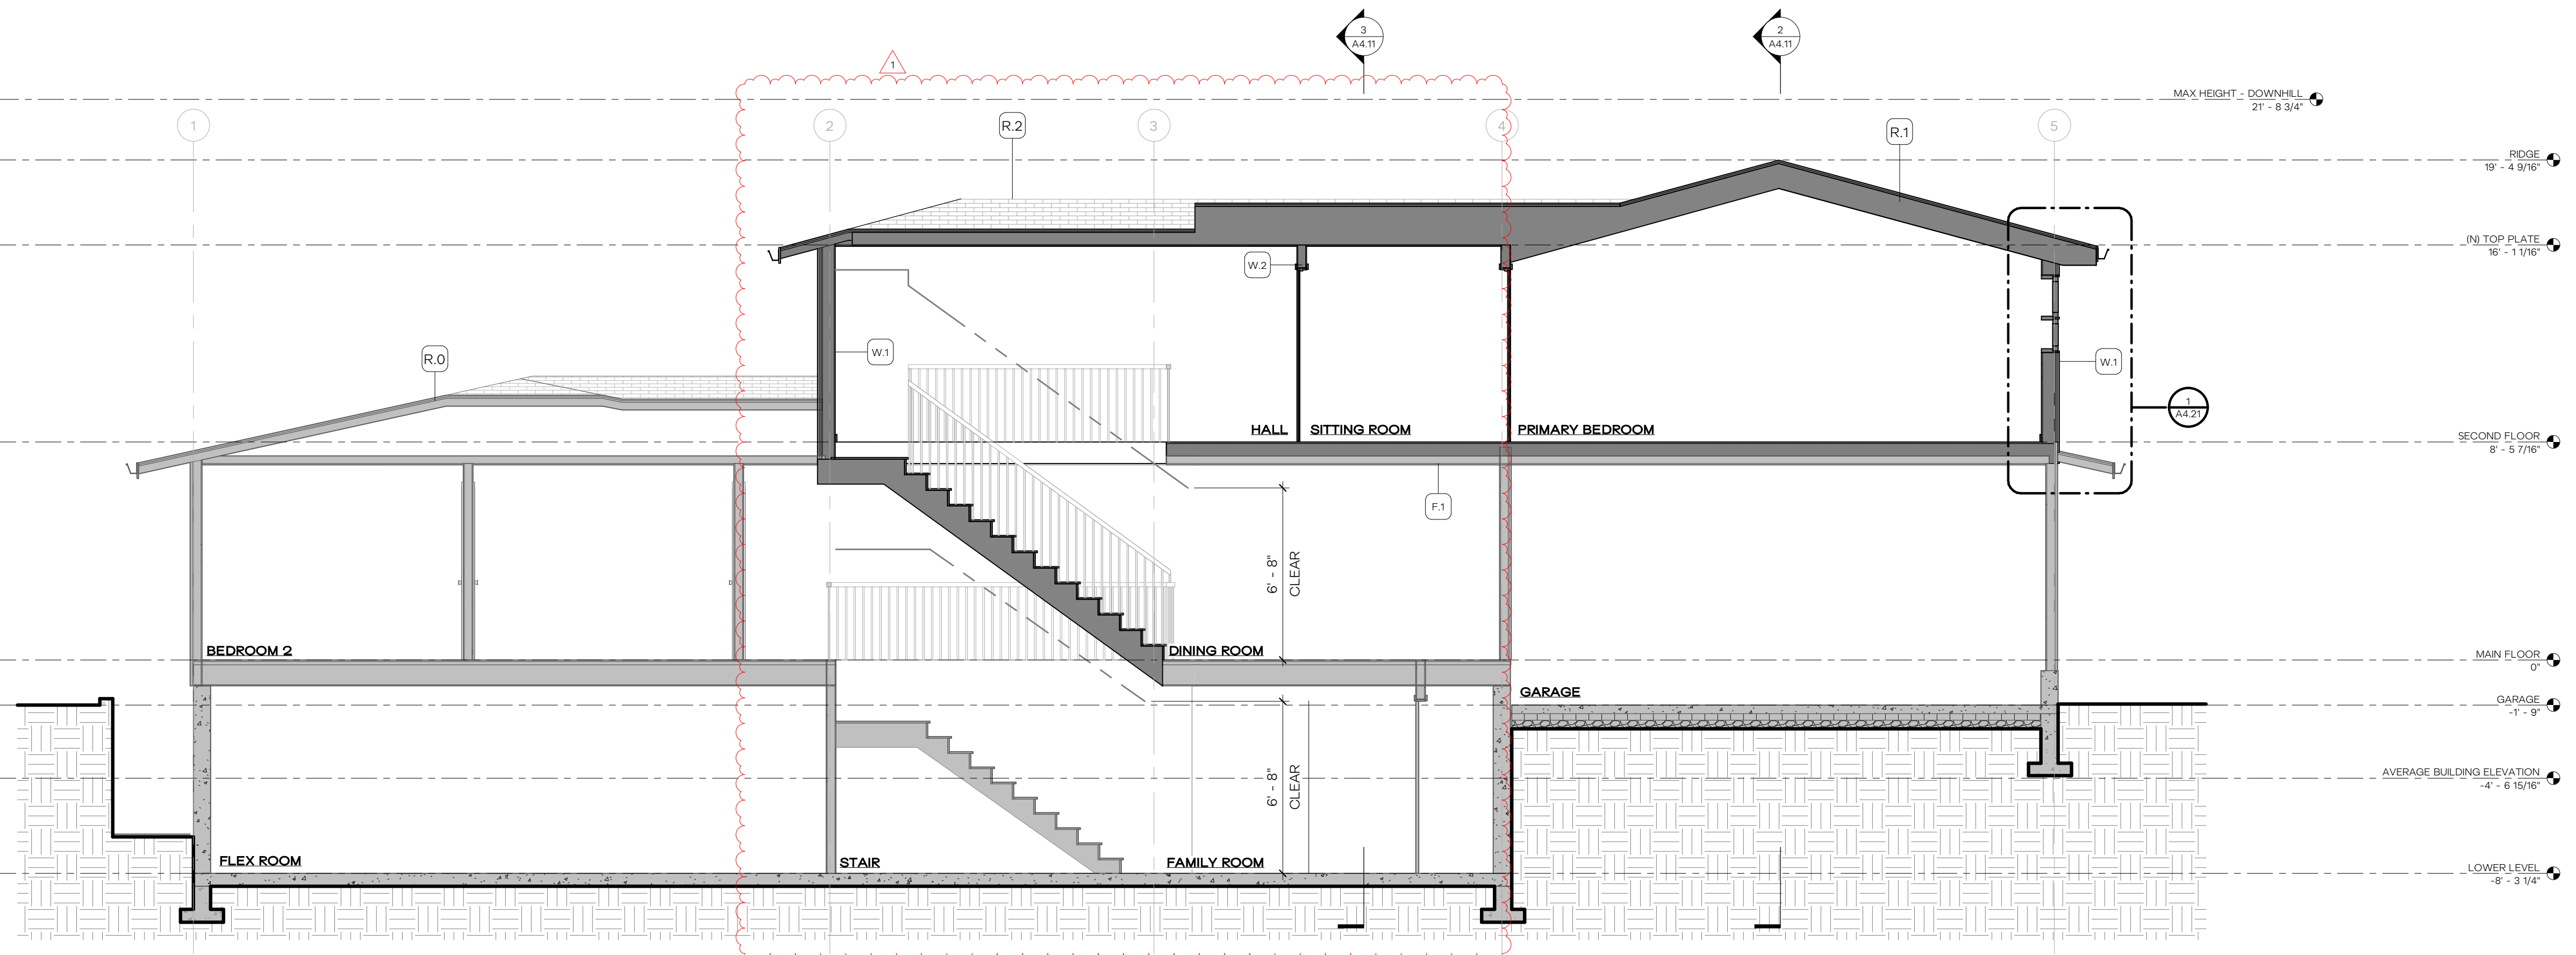 3
A4.11
2
A4.11
1
MAX HEIGHT - DOWNHILL
21' - 8 3/4"
1
2
3
4
5
R.2
R.1
RIDGE
19' - 4 9/16"
(N) TOP PLATE
16' - 1 1/16"
W.2
W.1
R.0
W.1
1
A4.21
HALL
SITTING ROOM
PRIMARY BEDROOM
SECOND FLOOR
8' - 5 7/16"
F.1
6' - 8"
CLEAR
BEDROOM 2
DINING ROOM
MAIN FLOOR
0"
GARAGE
GARAGE
-1' - 9"
6' - 8"
CLEAR
AVERAGE BUILDING ELEVATION
-4' - 6 15/16"
FLEX ROOM
STAIR
FAMILY ROOM
LOWER LEVEL
-8' - 3 1/4"